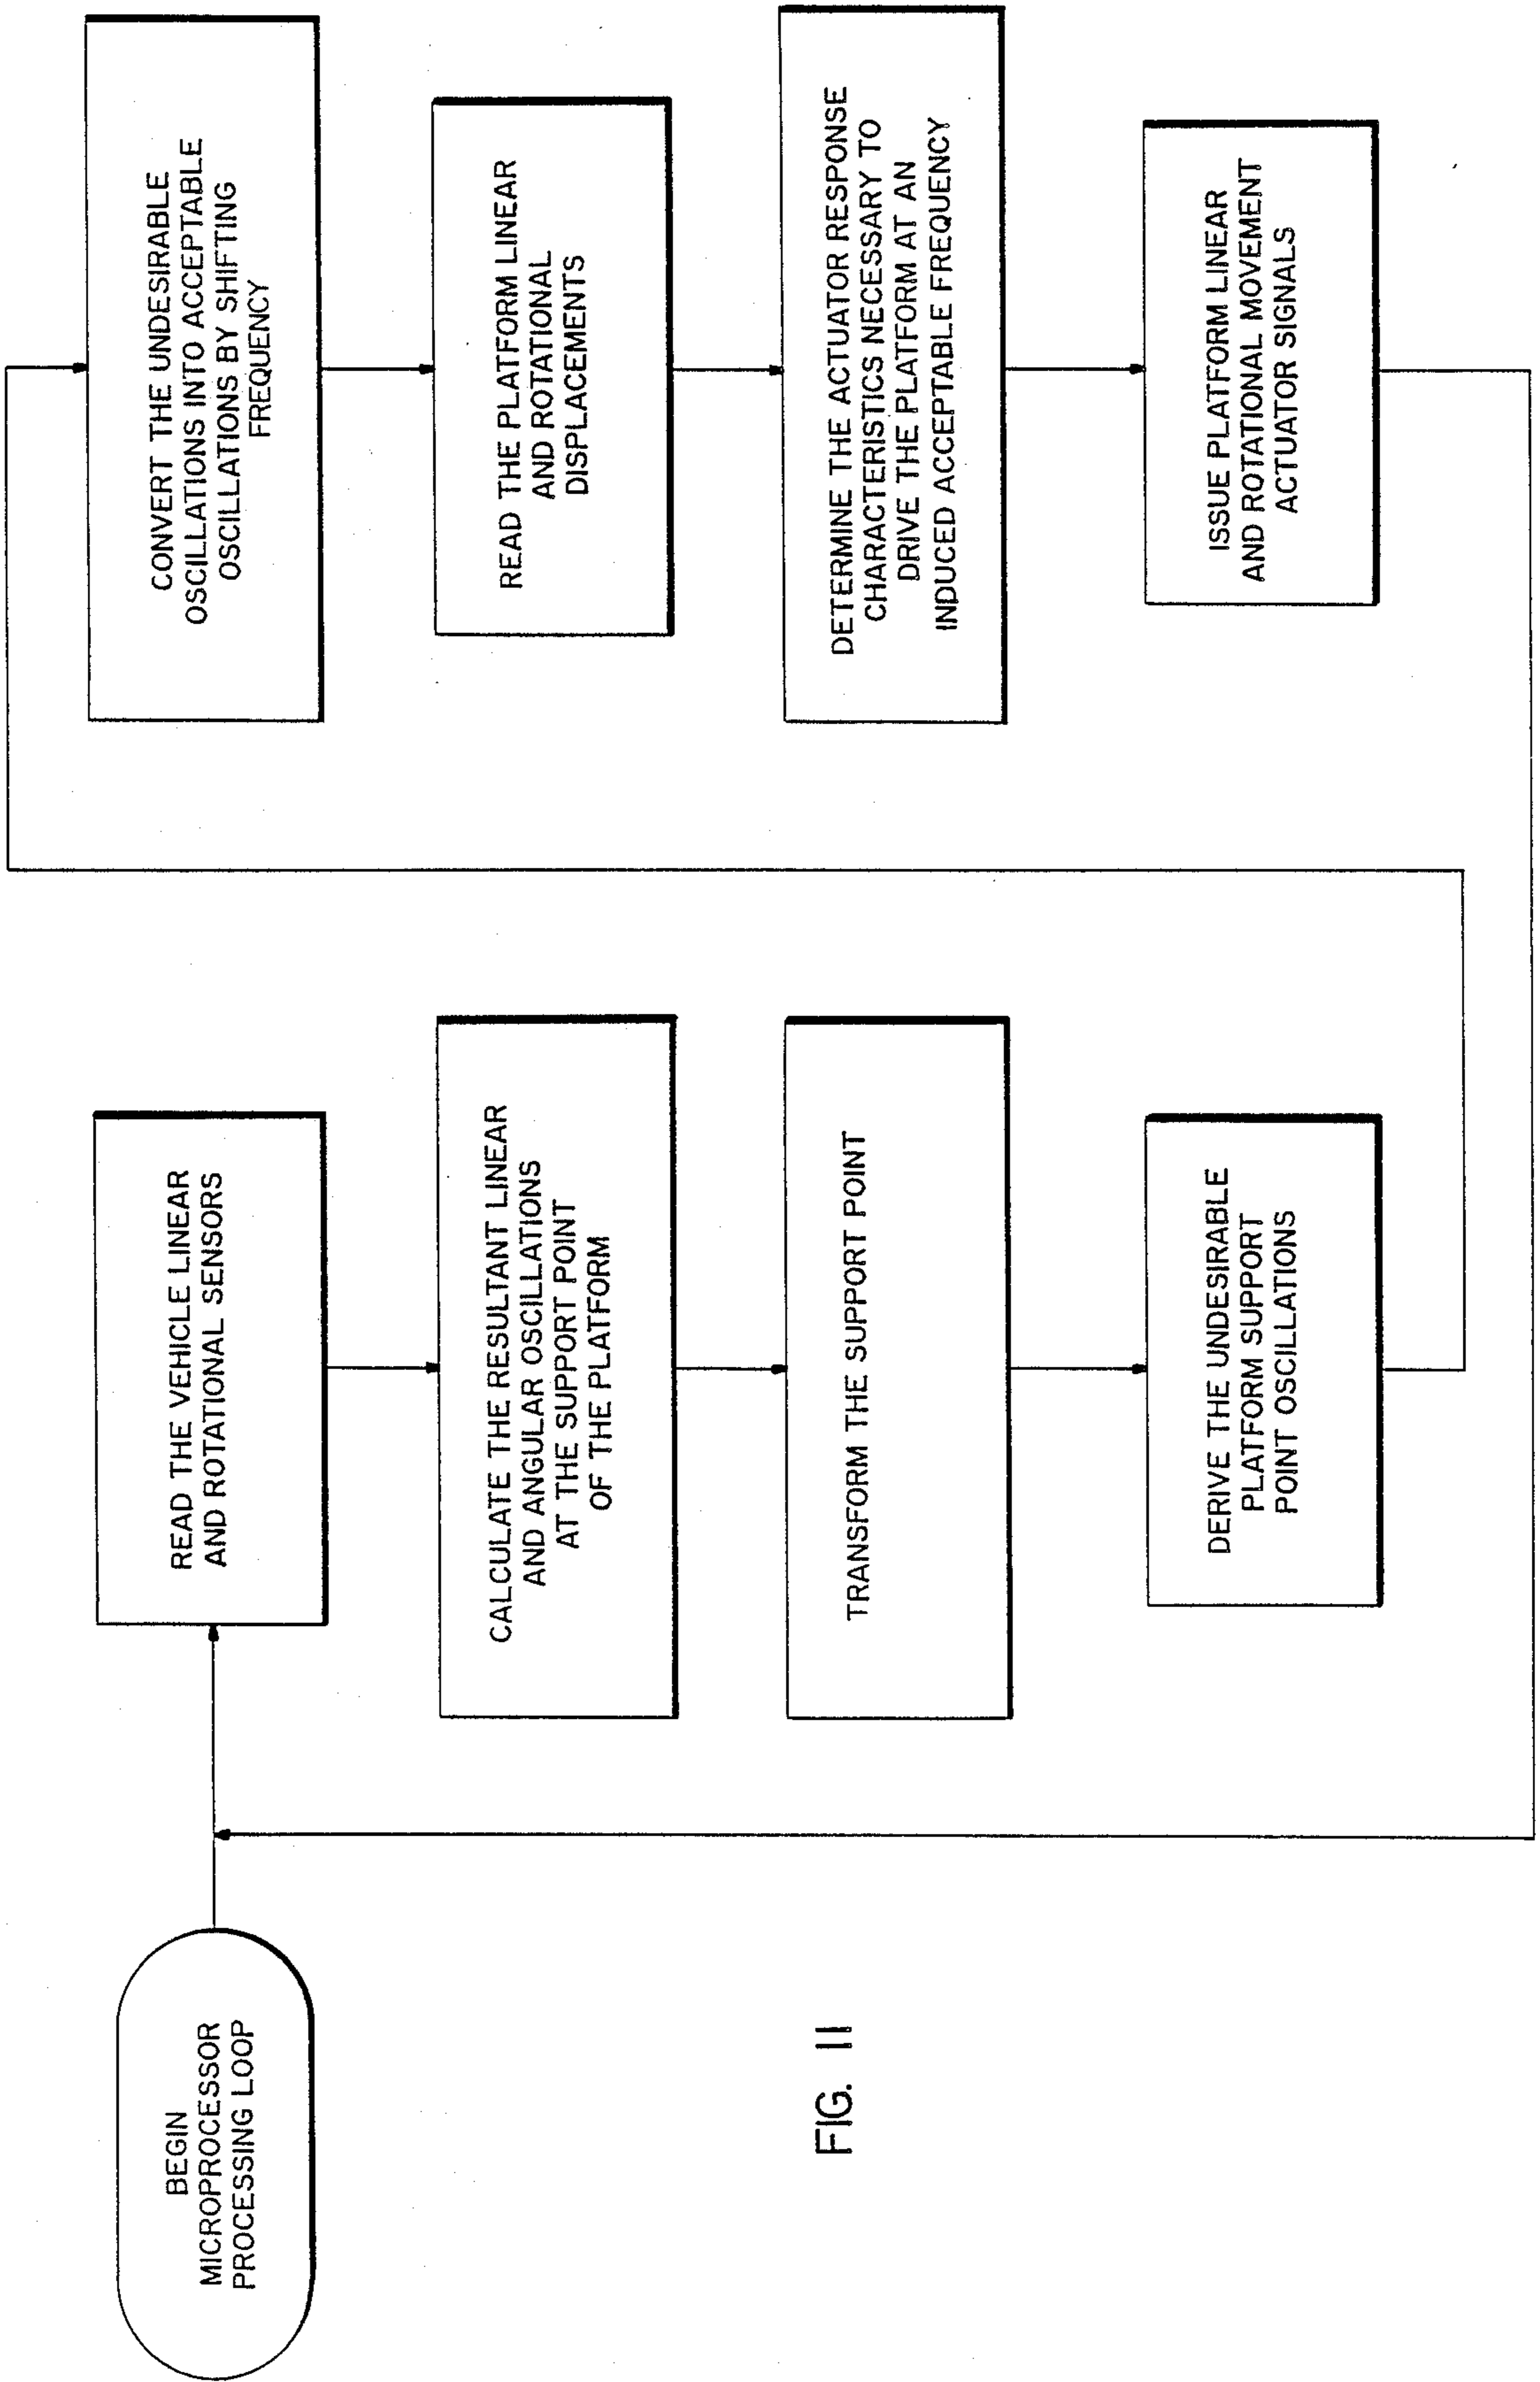 BEGIN
MICROPROCESSOR
PROCESSING LOOP
READ THE VEHICLE LINEAR
AND ROTATIONAL SENSORS
CALCULATE THE RESULTANT LINEAR
AND ANGULAR OSCILLATIONS
AT THE SUPPORT POINT
OF THE PLATFORM
TRANSFORM THE SUPPORT POINT
DERIVE THE UNDESIRABLE
PLATFORM SUPPORT
POINT OSCILLATIONS
CONVERT THE UNDESIRABLE
OSCILLATIONS INTO ACCEPTABLE
OSCILLATIONS BY SHIFTING
FREQUENCY
READ THE PLATFORM LINEAR
AND ROTATIONAL
DISPLACEMENTS
DETERMINE THE ACTUATOR RESPONSE
CHARACTERISTICS NECESSARY TO
DRIVE THE PLATFORM AT AN
INDUCED ACCEPTABLE FREQUENCY
ISSUE PLATFORM LINEAR
AND ROTATIONAL MOVEMENT
ACTUATOR SIGNALS
FIG. 11